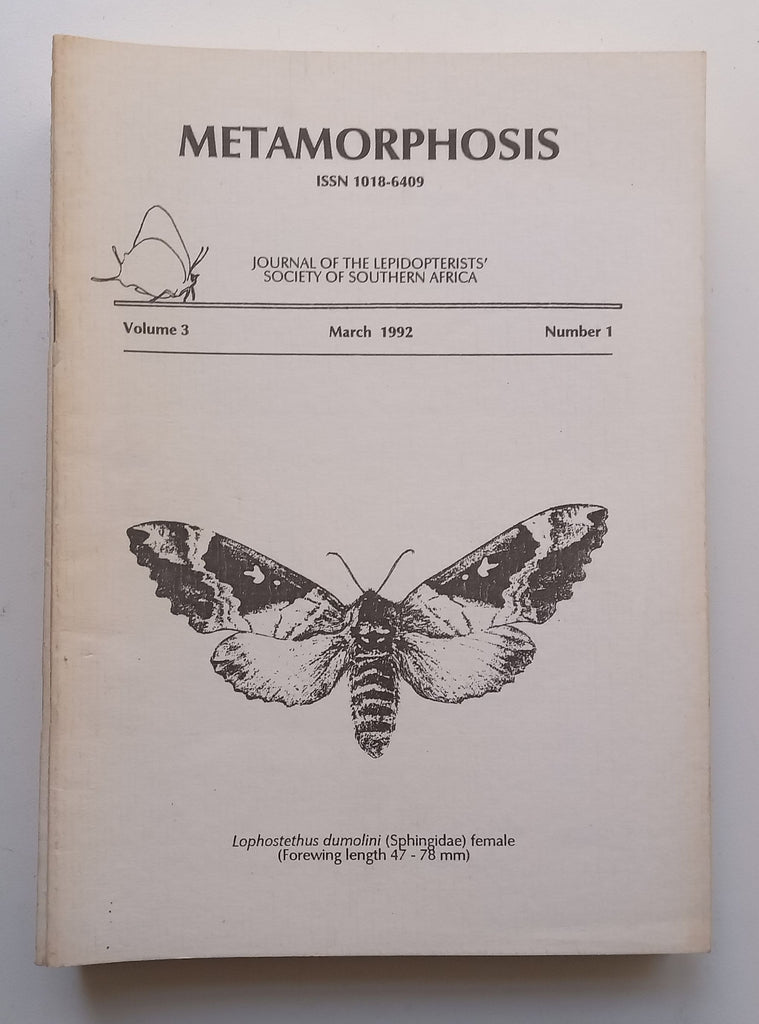 METAMORPHOSIS
ISSN 1018-6409
JOURNAL OF THE LEPIDOPTERISTS'
SOCIETY OF SOUTHERN AFRICA
Volume 3 March 1992 Number 1
Lophostethus dumolini (Sphingidae) female
(Forewing length 47 - 78 mm)